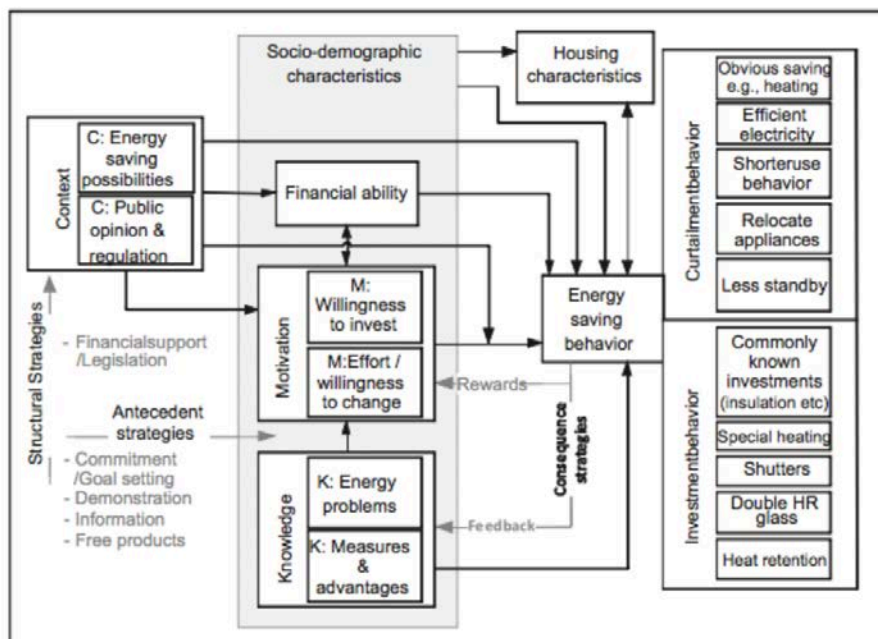 Socio-demographic
characteristics
Housing
characteristics
Context
C: Energy
saving
possibilities
C: Public
opinion &
regulation
Financial ability
Structural Strategies
- Financialsupport
/Legislation
Antecedent
strategies
- Commitment
/Goal setting
- Demonstration
- Information
- Free products
Motivation
M:
Willingness
to invest
M:Effort /
willingness
to change
Knowledge
K: Energy
problems
K: Measures
&
advantages
Rewards
Feedback
Consequence
strategies
Energy
saving
behavior
Curtailmentbehavior
Obvious saving
e.g., heating
Efficient
electricity
Shorteruse
behavior
Relocate
appliances
Less standby
Investmentbehavior
Commonly
known
investments
(insulation etc)
Special heating
Shutters
Double HR
glass
Heat retention